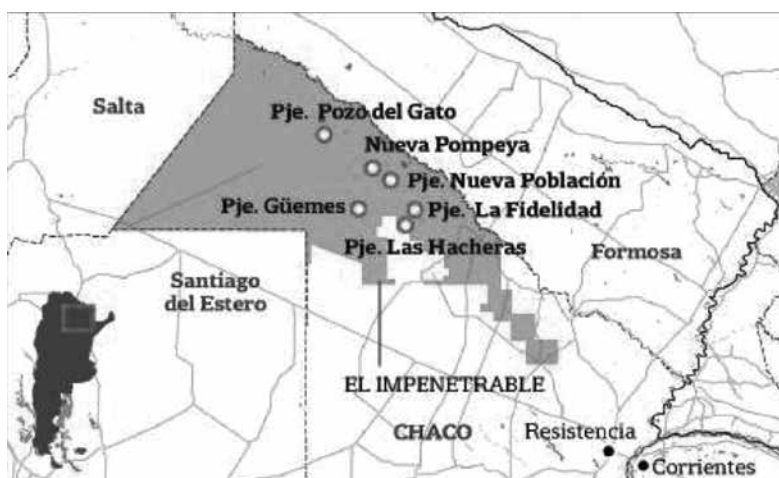 Salta
Pje. Pozo del Gato
Nueva Pompeya
Pje. Nueva Población
Pje. Güemes
Pje. La Fidelidad
Pje. Las Hacheras
Formosa
Santiago
del Estero
EL IMPENETRABLE
CHACO
Resistencia
Corrientes